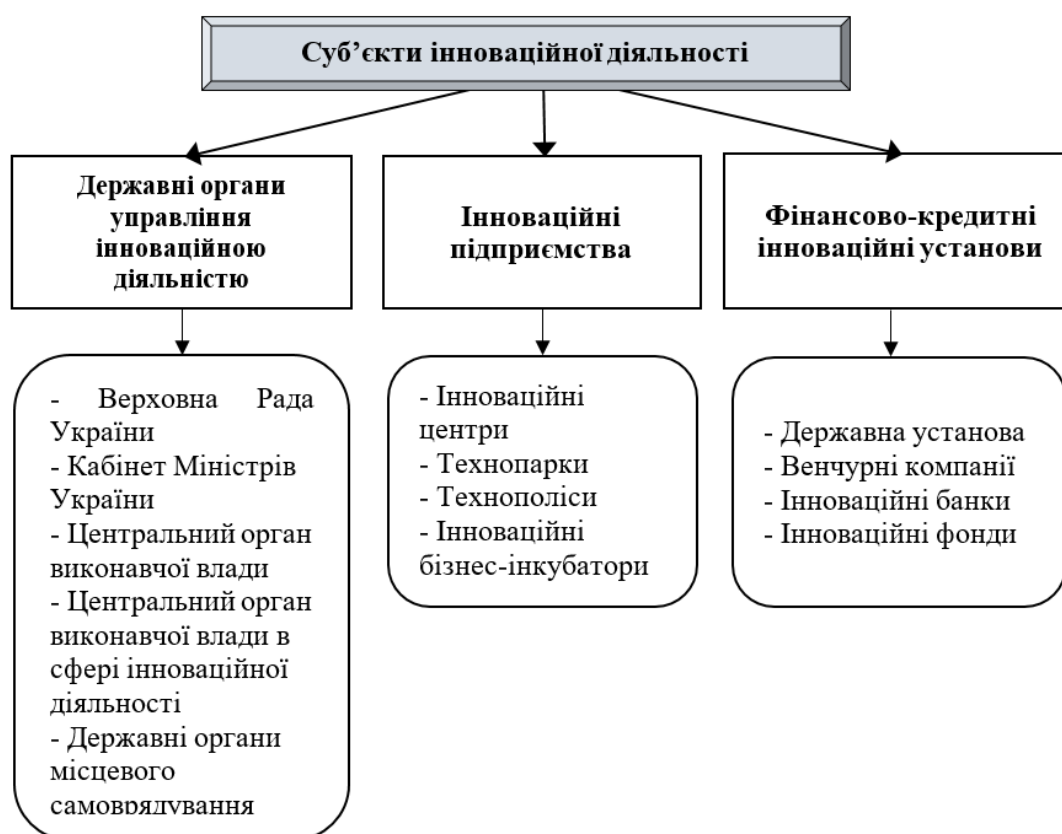 Суб’єкти інноваційної діяльності
Державні органи
управління
інноваційною
діяльністю
Інноваційні
підприємства
Фінансово-кредитні
інноваційні установи
- Верховна Рада
України
- Кабінет Міністрів
України
- Центральний орган
виконавчої влади
- Центральний орган
виконавчої влади в
сфері інноваційної
діяльності
- Державні органи
місцевого
самоврядування
- Інноваційні
центри
- Технопарки
- Технополіси
- Інноваційні
бізнес-інкубатори
- Державна установа
- Венчурні компанії
- Інноваційні банки
- Інноваційні фонди